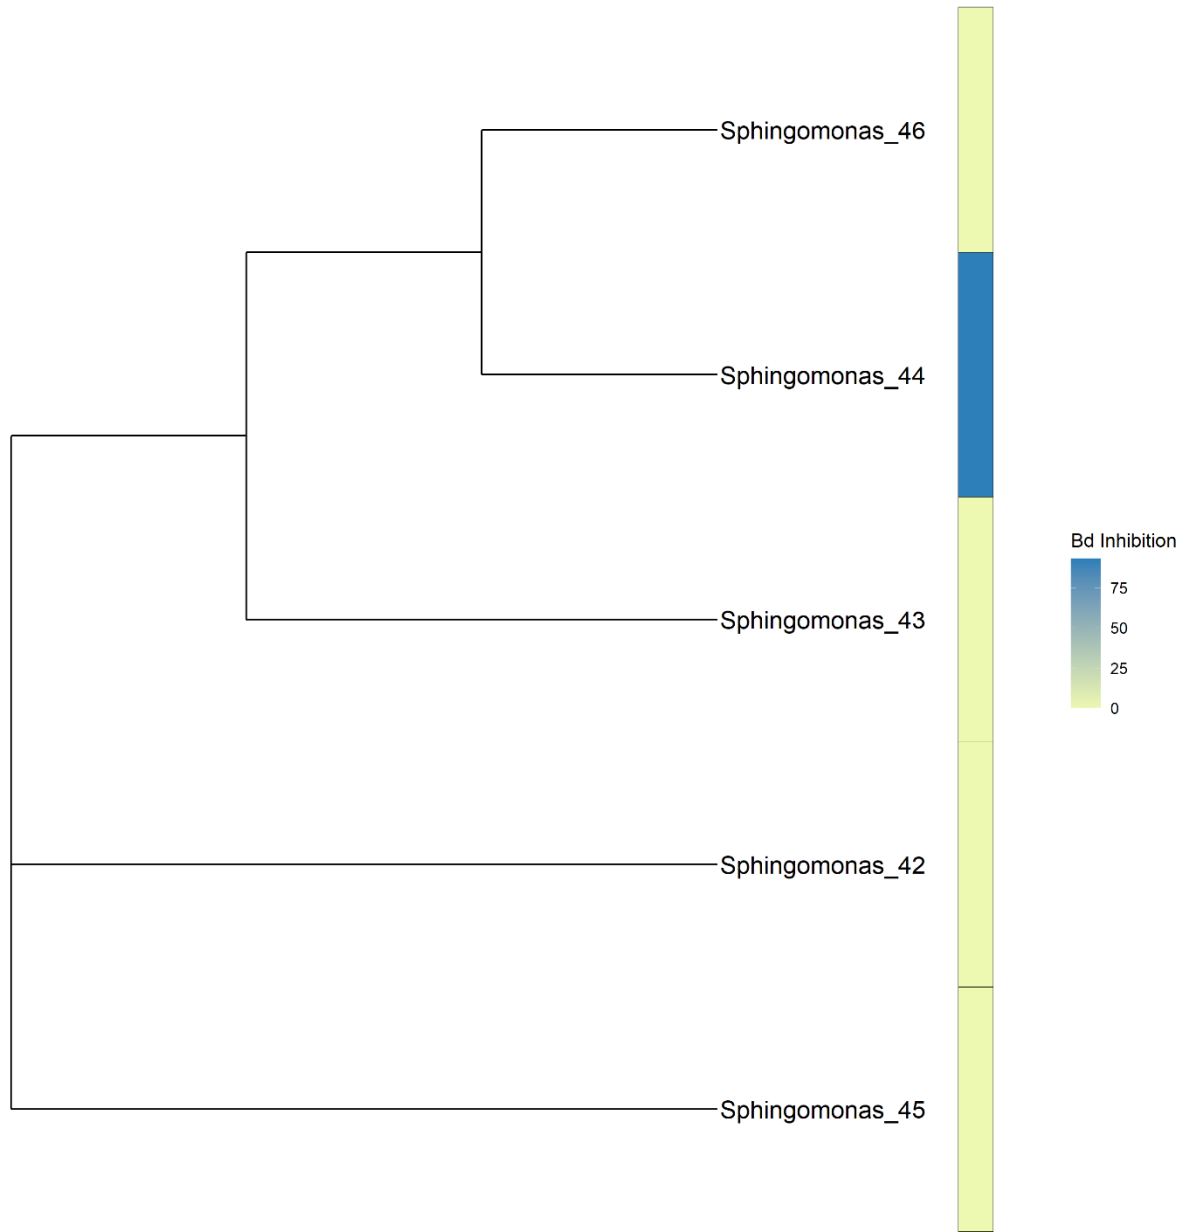 Sphingomonas_46
Sphingomonas_44
Sphingomonas_43
Sphingomonas_42
Sphingomonas_45
Bd Inhibition
75
50
25
0